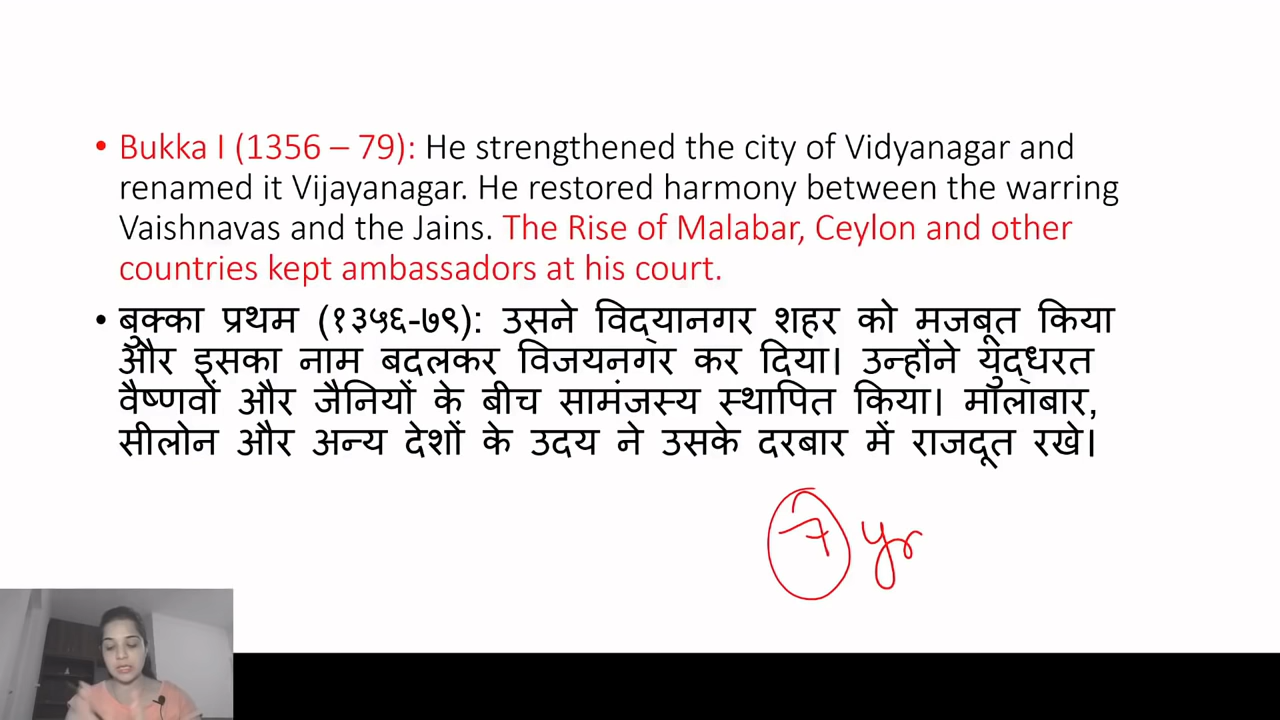 • Bukka I (1356 – 79): He strengthened the city of Vidyanagar and
renamed it Vijayanagar. He restored harmony between the warring
Vaishnavas and the Jains. The Rise of Malabar, Ceylon and other
countries kept ambassadors at his court.
• बुक्का प्रथम (१३५६-७९): उसने विद्यानगर शहर को मजबूत किया
और इसका नाम बदलकर विजयनगर कर दिया। उन्होंने युद्धरत
वैष्णवों और जैनियों के बीच सामंजस्य स्थापित किया। मालाबार,
सीलोन और अन्य देशों के उदय ने उसके दरबार में राजदूत रखे।
7 yr